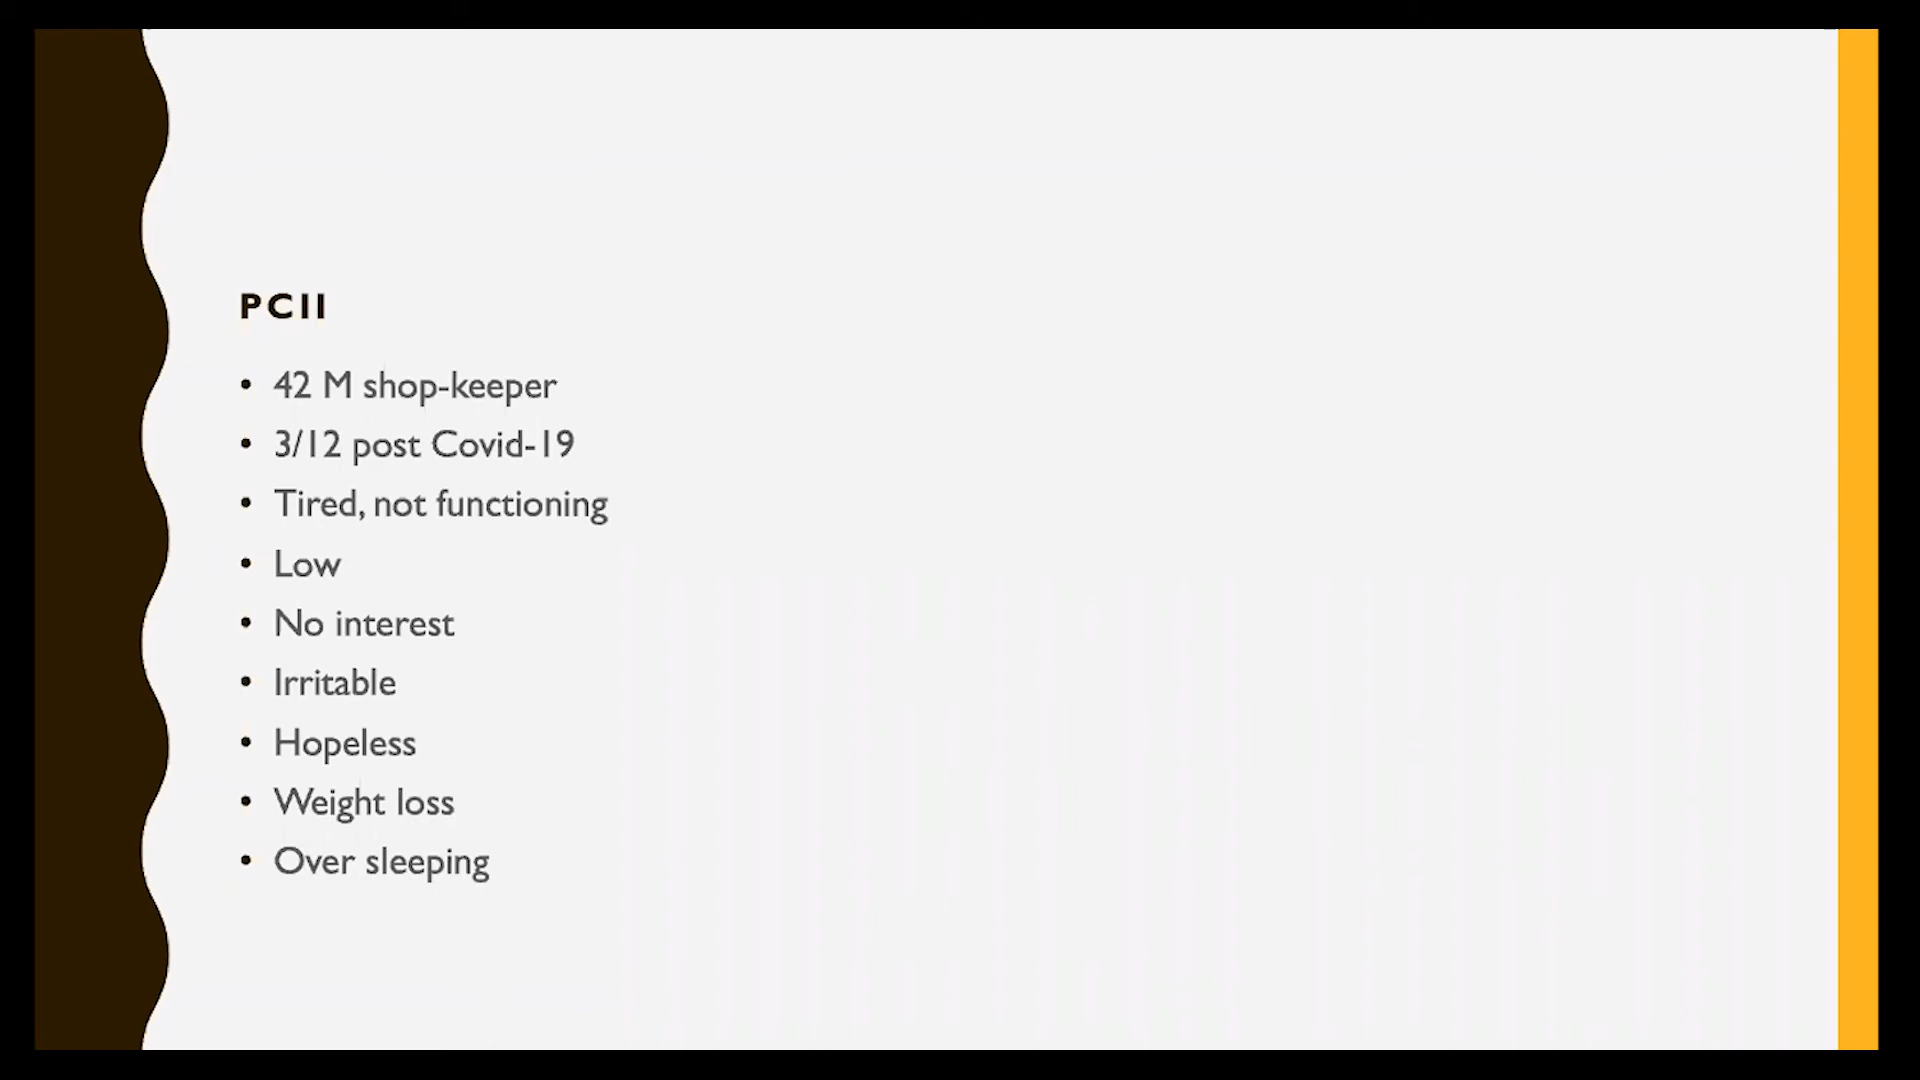 PCII
• 42 M shop-keeper
• 3/12 post Covid-19
• Tired, not functioning
• Low
• No interest
• Irritable
• Hopeless
• Weight loss
• Over sleeping